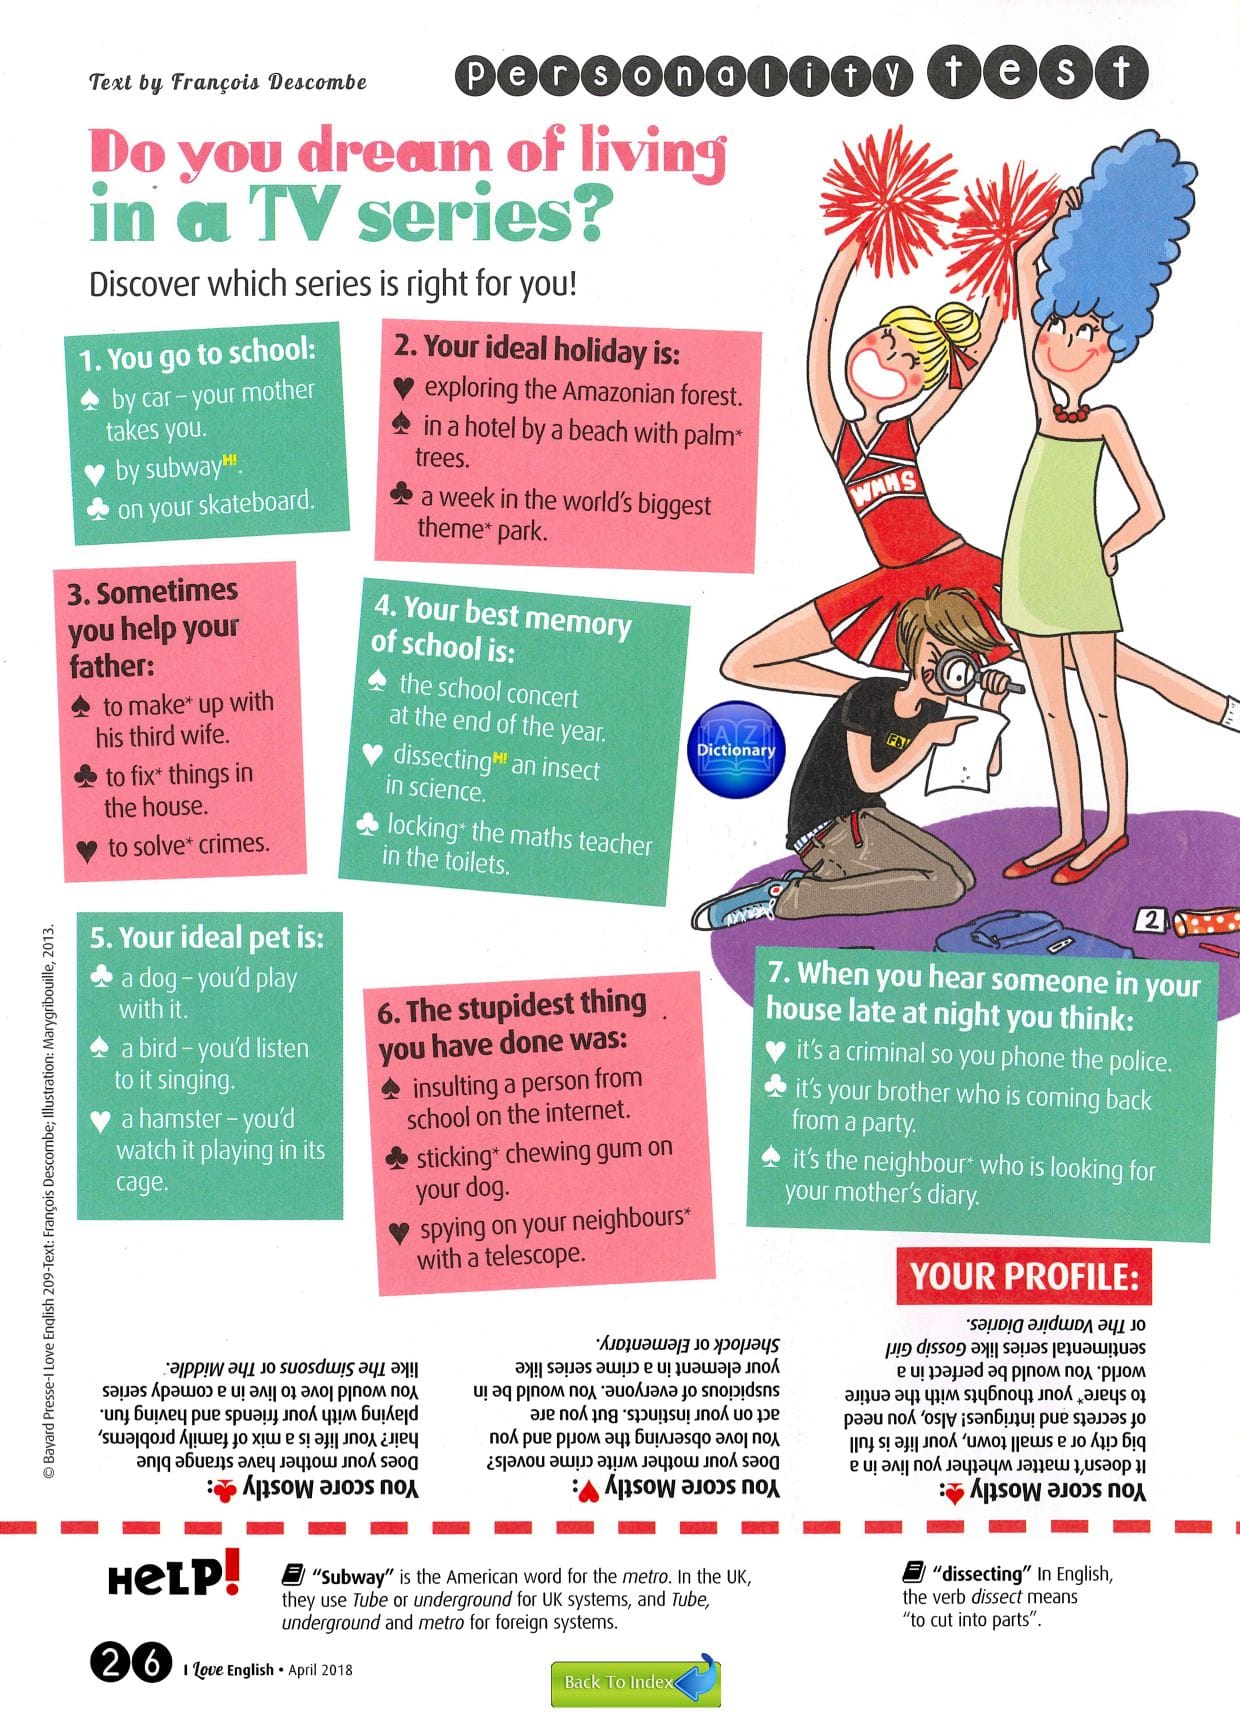 Text by François Descombe
personality test
Do you dream of living
in a TV series?
Discover which series is right for you!
1. You go to school:
♠ by car – your mother
takes you.
♥ by subwayH!.
♣ on your skateboard.
2. Your ideal holiday is:
♥ exploring the Amazonian forest.
♠ in a hotel by a beach with palm*
trees.
♣ a week in the world's biggest
theme* park.
3. Sometimes
you help your
father:
♠ to make* up with
his third wife.
♣ to fix* things in
the house.
♥ to solve* crimes.
4. Your best memory
of school is:
♠ the school concert
at the end of the year.
♥ dissectingH! an insect
in science.
♣ locking* the maths teacher
in the toilets.
WMHS
AZ
Dictionary
2
5. Your ideal pet is:
♣ a dog – you'd play
with it.
♠ a bird – you'd listen
to it singing.
♥ a hamster – you'd
watch it playing in its
cage.
6. The stupidest thing
you have done was:
♠ insulting a person from
school on the internet.
♣ sticking* chewing gum on
your dog.
♥ spying on your neighbours*
with a telescope.
7. When you hear someone in your
house late at night you think:
♥ it's a criminal so you phone the police.
♣ it's your brother who is coming back
from a party.
♠ it's the neighbour* who is looking for
your mother's diary.
© Bayard Presse-I Love English 209-Text: François Descombe; Illustration: Marygribouille, 2013.
YOUR PROFILE:
You score Mostly ♠:
It doesn't matter whether you live in a
big city or a small town, your life is full
of secrets and intrigues! Also, you need
to share* your thoughts with the entire
world. You would be perfect in a
sentimental series like Gossip Girl
or The Vampire Diaries.
You score Mostly ♥:
Does your mother write crime novels?
You love observing the world and you
act on your instincts. But you are
suspicious of everyone. You would be in
your element in a crime series like
Sherlock or Elementary.
You score Mostly ♣:
Does your mother have strange blue
hair? Your life is a mix of family problems,
playing with your friends and having fun.
You would love to live in a comedy series
like The Simpsons or The Middle.
HELP!
"Subway" is the American word for the metro. In the UK,
they use Tube or underground for UK systems, and Tube,
underground and metro for foreign systems.
"dissecting" In English,
the verb dissect means
"to cut into parts".
26 I Love English • April 2018
Back To Index